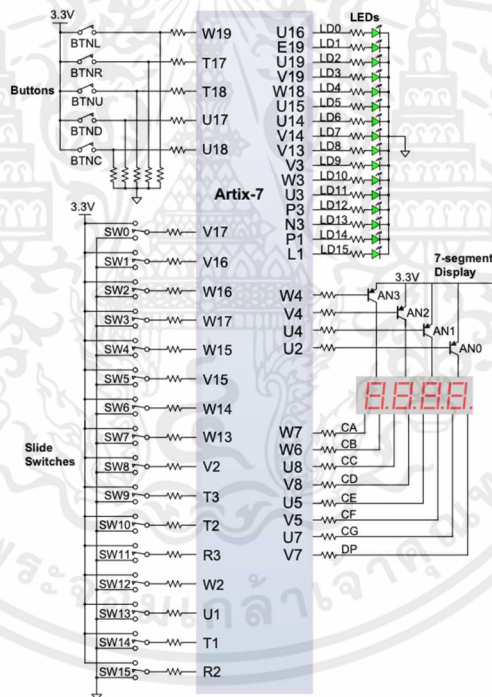 3.3V
BTNL
BTNR
BTNU
BTND
BTNC
Buttons
W19
T17
T18
U17
U18
Artix-7
U16
E19
U19
V19
W18
U15
U14
V14
V13
V3
W3
U3
P3
N3
P1
L1
LEDs
LD0
LD1
LD2
LD3
LD4
LD5
LD6
LD7
LD8
LD9
LD10
LD11
LD12
LD13
LD14
LD15
3.3V
SW0
SW1
SW2
SW3
SW4
SW5
SW6
SW7
SW8
SW9
SW10
SW11
SW12
SW13
SW14
SW15
Slide
Switches
V17
V16
W16
W17
W15
V15
W14
W13
V2
T3
T2
R3
W2
U1
T1
R2
7-segment
Display
3.3V
W4
V4
U4
U2
AN3
AN2
AN1
AN0
8.8.8.8.
W7
W6
U8
V8
U5
V5
U7
V7
CA
CB
CC
CD
CE
CF
CG
DP